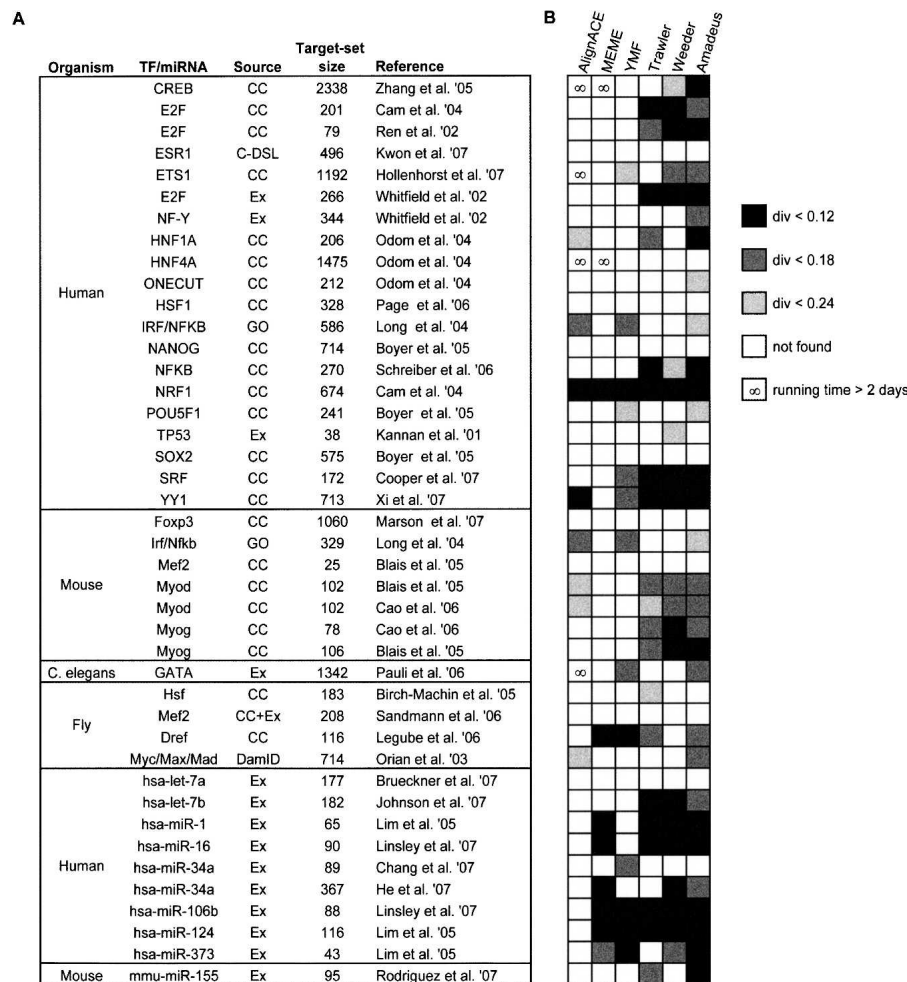 A
B
AlignACE
MEME
YMF
Trawler
Weeder
Amadeus
Target-set
Organism TF/miRNA Source size Reference
CREB CC 2338 Zhang et al. '05 ∞ ∞
E2F CC 201 Cam et al. '04
E2F CC 79 Ren et al. '02
ESR1 C-DSL 496 Kwon et al. '07
ETS1 CC 1192 Hollenhorst et al. '07 ∞
E2F Ex 266 Whitfield et al. '02
NF-Y Ex 344 Whitfield et al. '02
HNF1A CC 206 Odom et al. '04
HNF4A CC 1475 Odom et al. '04 ∞ ∞
Human ONECUT CC 212 Odom et al. '04
HSF1 CC 328 Page et al. '06
IRF/NFKB GO 586 Long et al. '04
NANOG CC 714 Boyer et al. '05
NFKB CC 270 Schreiber et al. '06
NRF1 CC 674 Cam et al. '04
POU5F1 CC 241 Boyer et al. '05
TP53 Ex 38 Kannan et al. '01
SOX2 CC 575 Boyer et al. '05
SRF CC 172 Cooper et al. '07
YY1 CC 713 Xi et al. '07
Foxp3 CC 1060 Marson et al. '07
Irf/Nfkb GO 329 Long et al. '04
Mef2 CC 25 Blais et al. '05
Mouse Myod CC 102 Blais et al. '05
Myod CC 102 Cao et al. '06
Myog CC 78 Cao et al. '06
Myog CC 106 Blais et al. '05
C. elegans GATA Ex 1342 Pauli et al. '06 ∞
Hsf CC 183 Birch-Machin et al. '05
Fly Mef2 CC+Ex 208 Sandmann et al. '06
Dref CC 116 Legube et al. '06
Myc/Max/Mad DamID 714 Orian et al. '03
hsa-let-7a Ex 177 Brueckner et al. '07
hsa-let-7b Ex 182 Johnson et al. '07
hsa-miR-1 Ex 65 Lim et al. '05
hsa-miR-16 Ex 90 Linsley et al. '07
Human hsa-miR-34a Ex 89 Chang et al. '07
hsa-miR-34a Ex 367 He et al. '07
hsa-miR-106b Ex 88 Linsley et al. '07
hsa-miR-124 Ex 116 Lim et al. '05
hsa-miR-373 Ex 43 Lim et al. '05
Mouse mmu-miR-155 Ex 95 Rodriguez et al. '07
div < 0.12
div < 0.18
div < 0.24
not found
∞ running time > 2 days